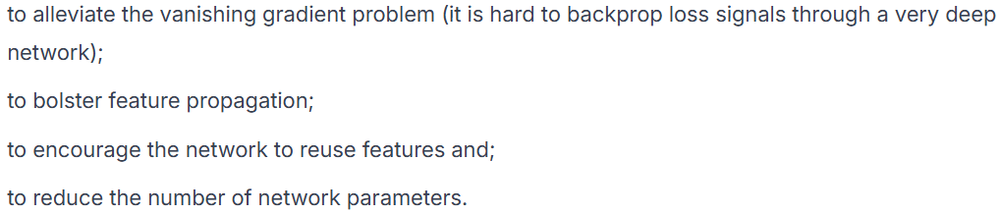 to alleviate the vanishing gradient problem (it is hard to backprop loss signals through a very deep
network);
to bolster feature propagation;
to encourage the network to reuse features and;
to reduce the number of network parameters.